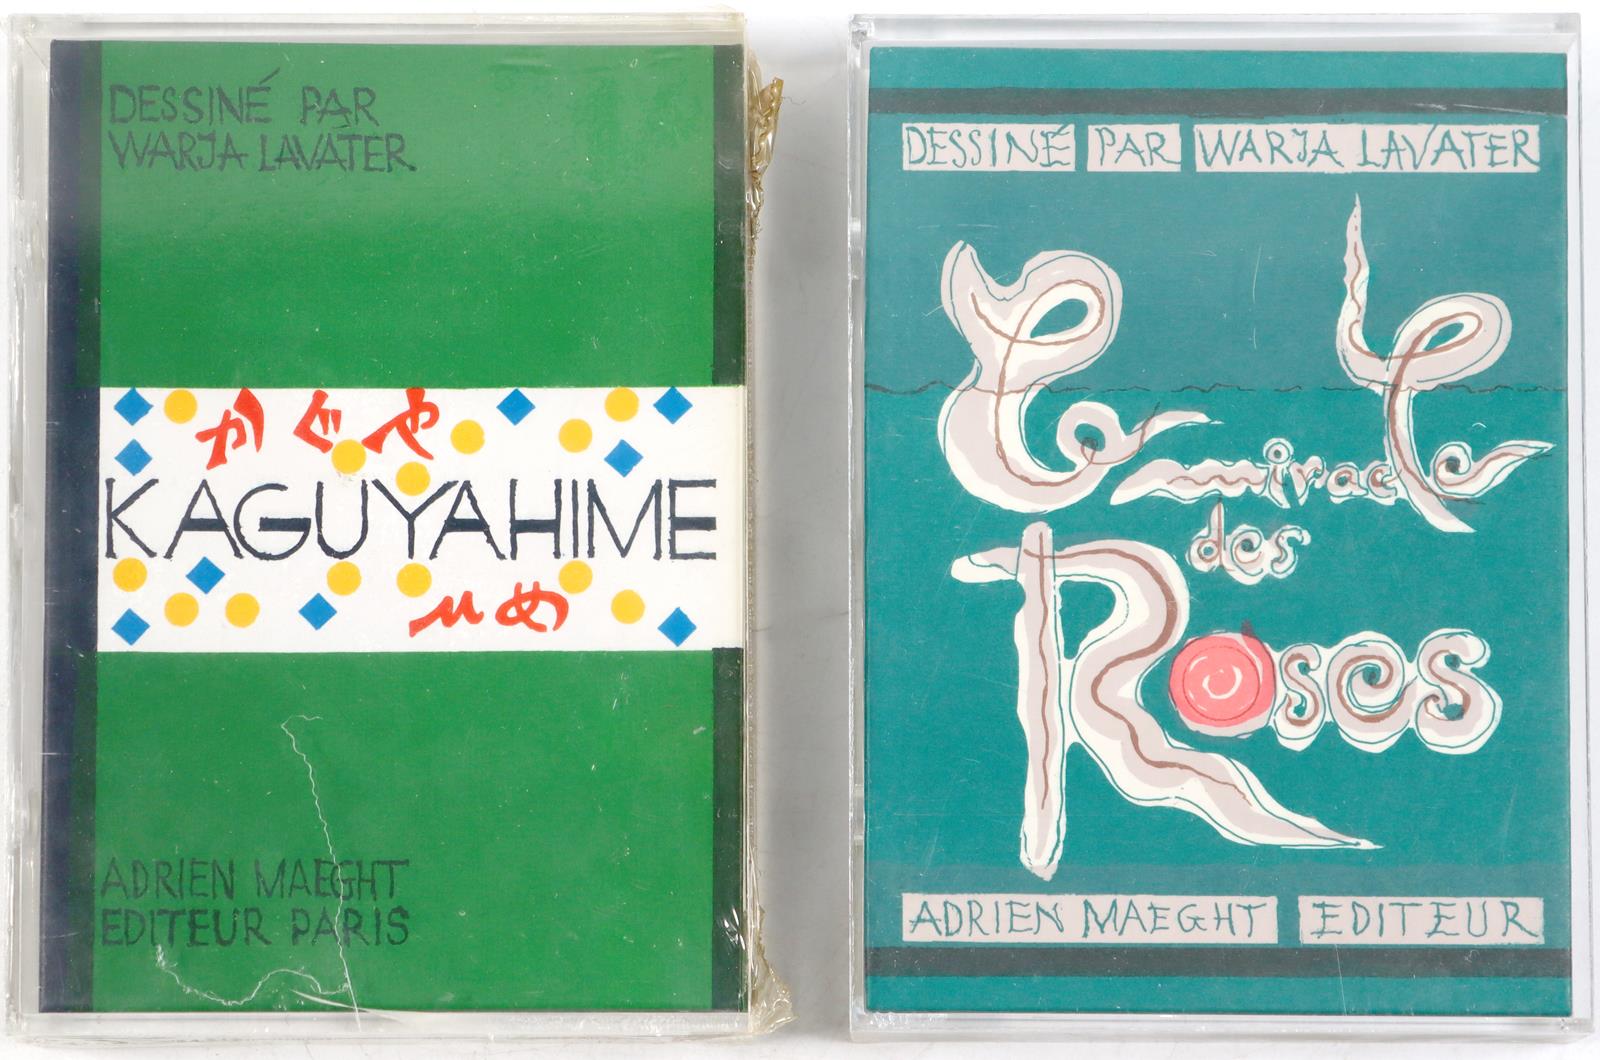 DESSINÉ PAR
WARJA LAVATER
かぐや
KAGUYAHIME
ひめ
ADRIEN MAEGHT
EDITEUR PARIS
DESSINÉ PAR WARJA LAVATER
Le miracle
des
Roses
ADRIEN MAEGHT EDITEUR